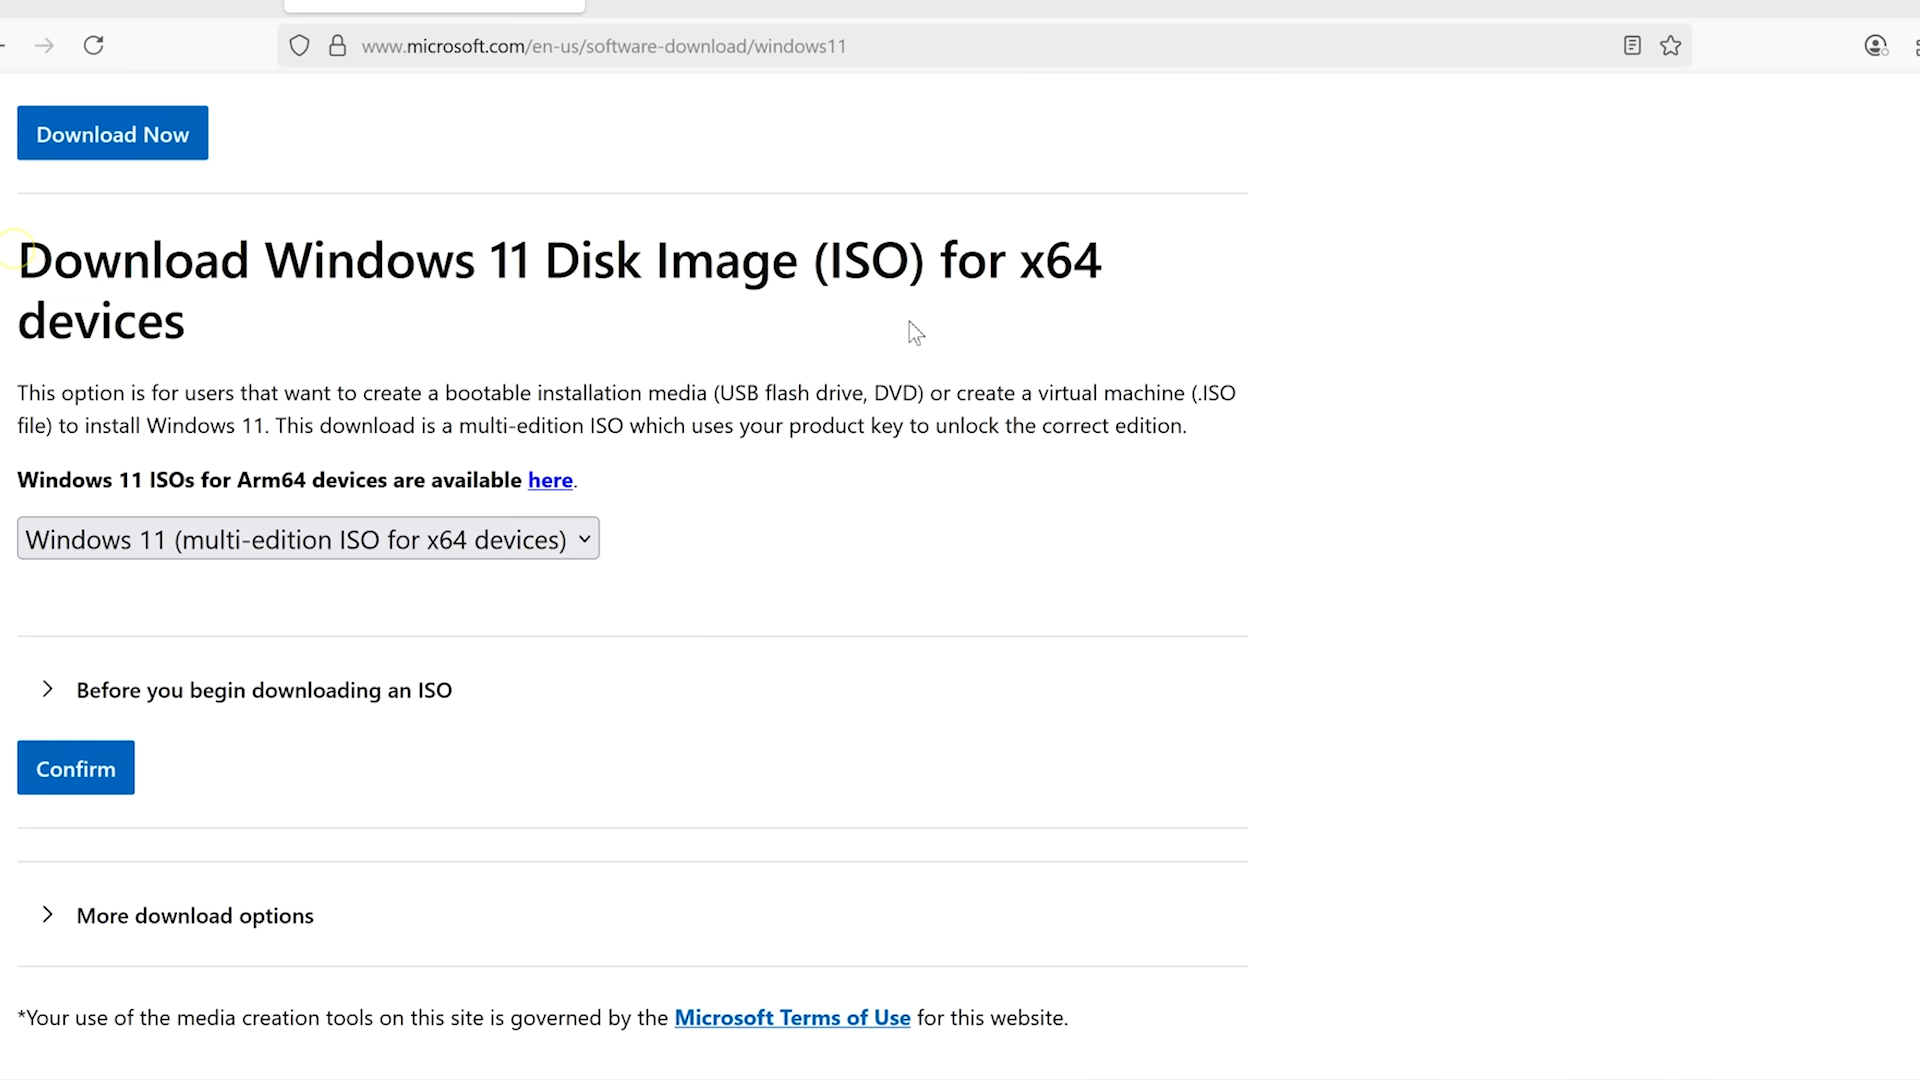 www.microsoft.com/en-us/software-download/windows11
Download Now
Download Windows 11 Disk Image (ISO) for x64
devices
This option is for users that want to create a bootable installation media (USB flash drive, DVD) or create a virtual machine (.ISO
file) to install Windows 11. This download is a multi-edition ISO which uses your product key to unlock the correct edition.
Windows 11 ISOs for Arm64 devices are available here.
Windows 11 (multi-edition ISO for x64 devices)
Before you begin downloading an ISO
Confirm
More download options
*Your use of the media creation tools on this site is governed by the Microsoft Terms of Use for this website.